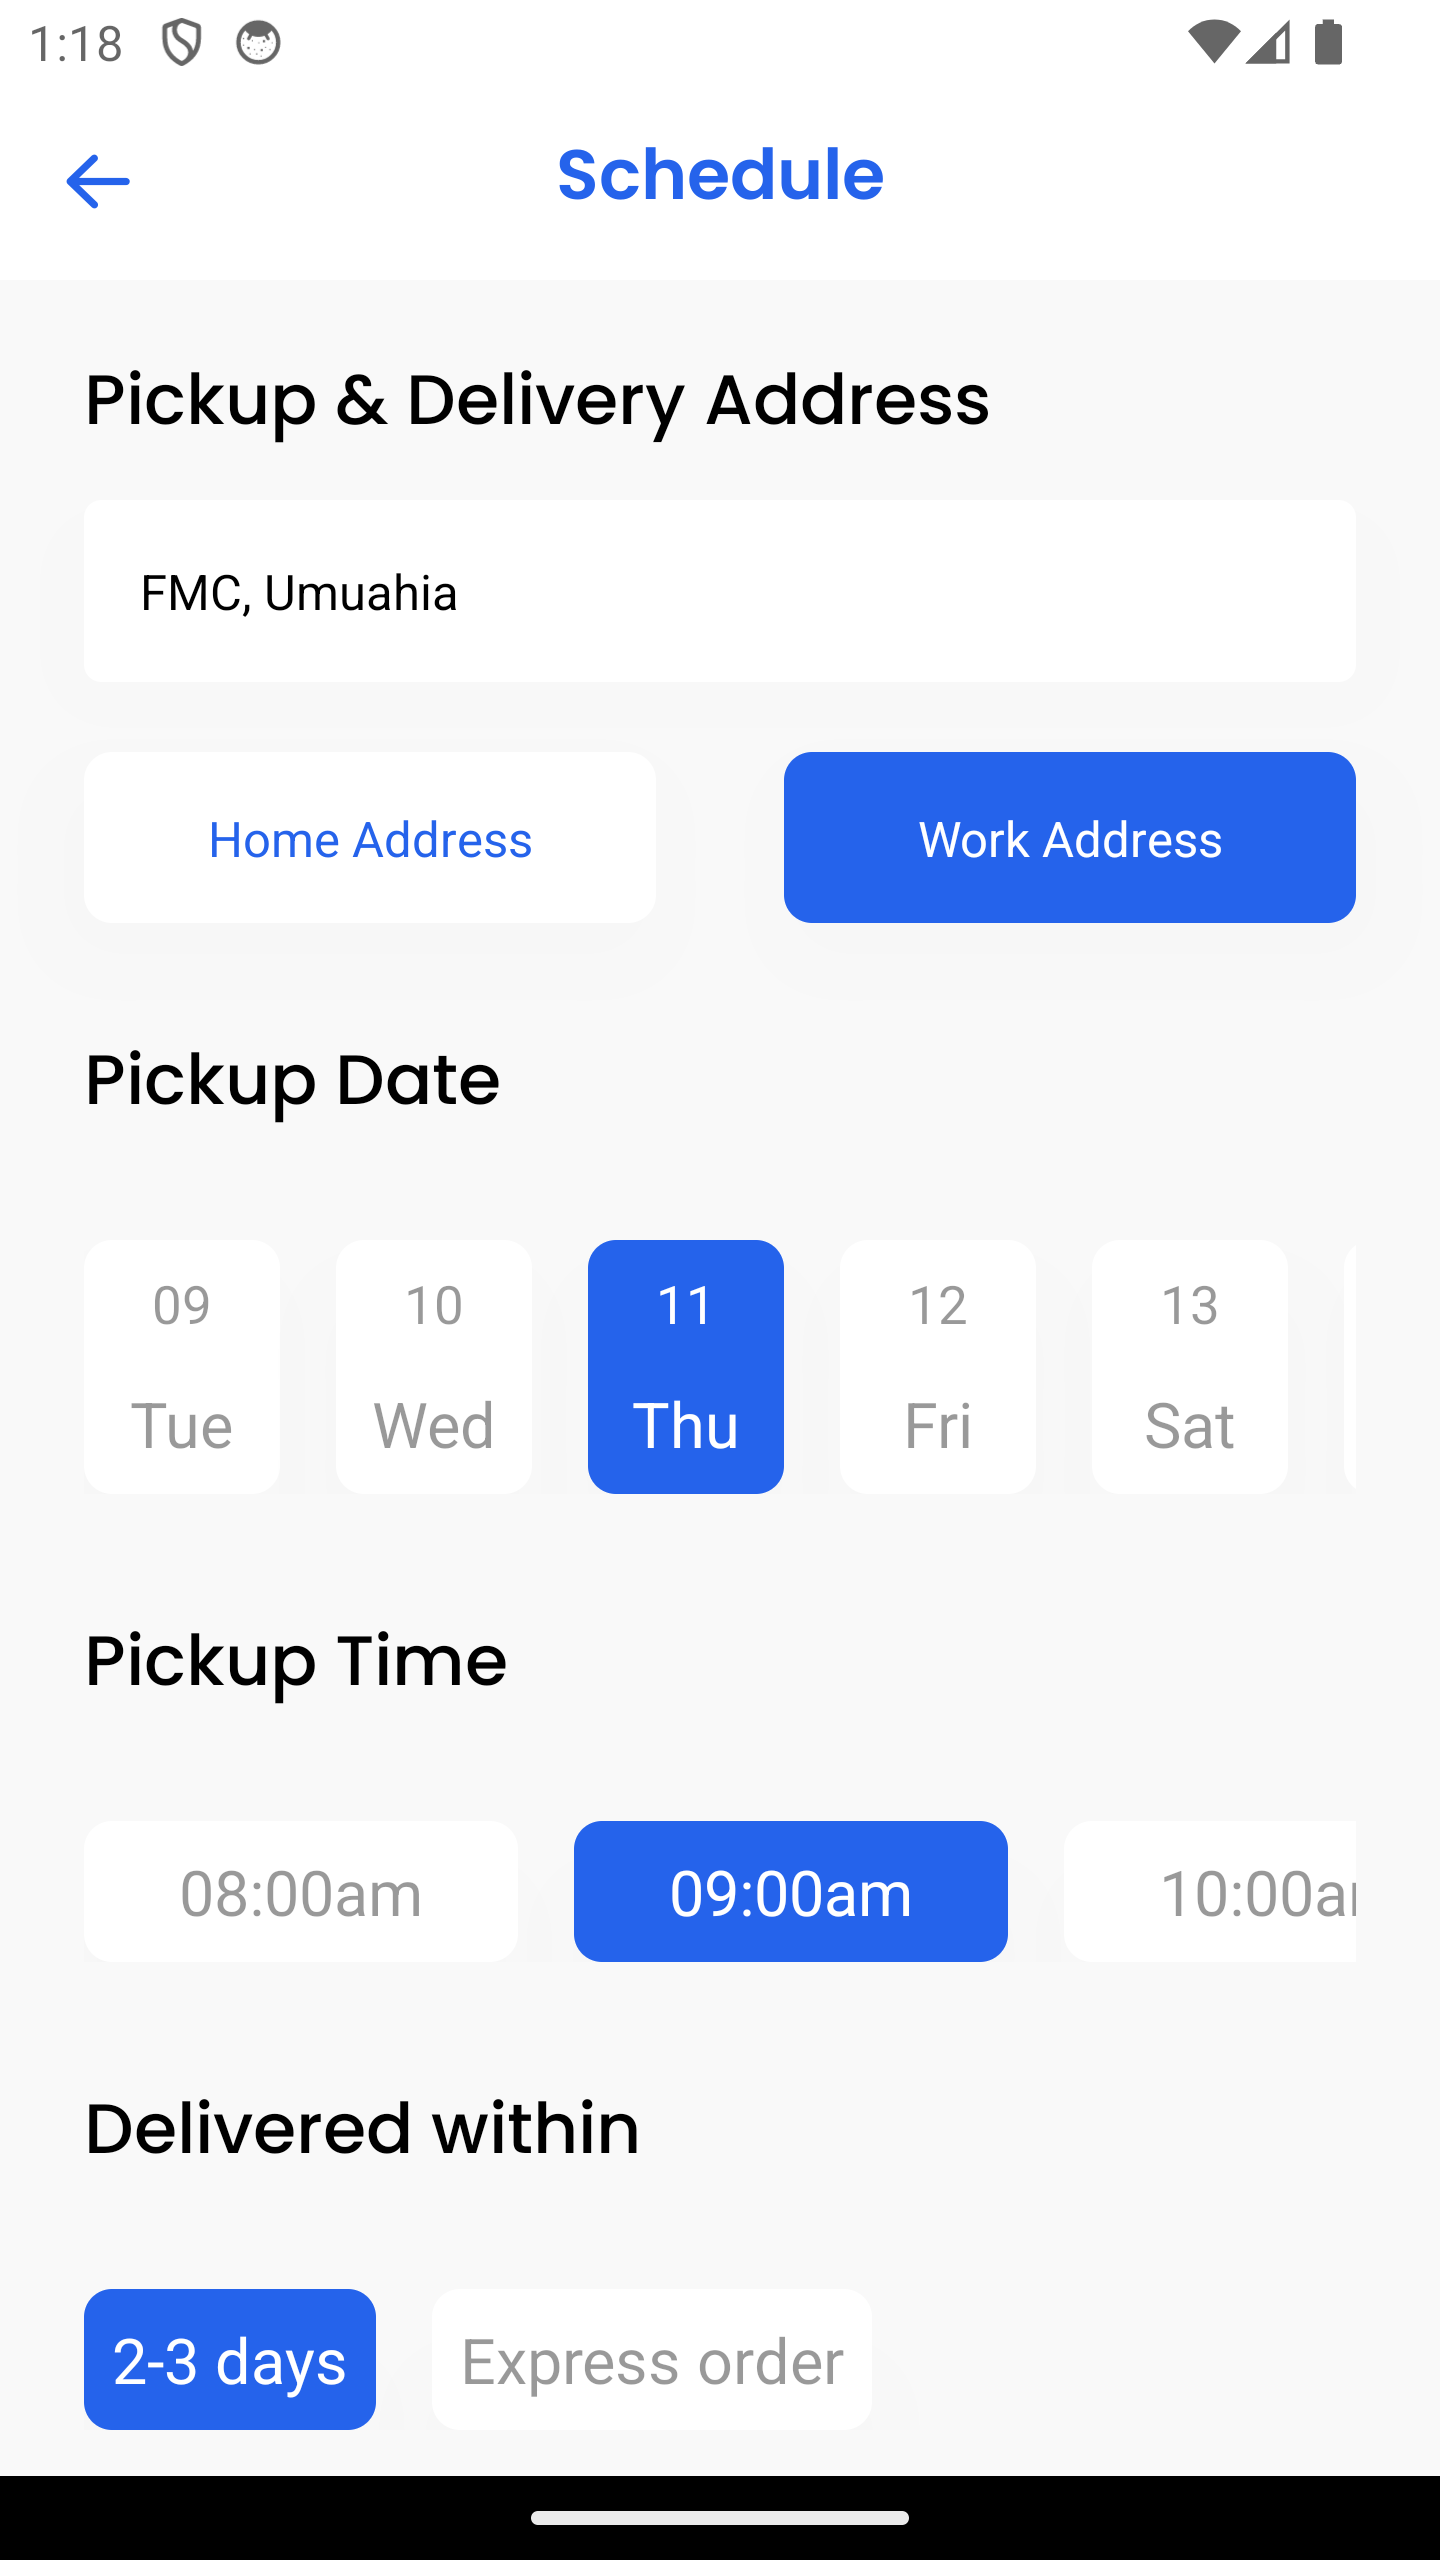 1:18
Schedule
Pickup & Delivery Address
FMC, Umuahia
Home Address
Work Address
Pickup Date
09 10 11 12 13
Tue Wed Thu Fri Sat
Pickup Time
08:00am 09:00am 10:00a
Delivered within
2-3 days Express order